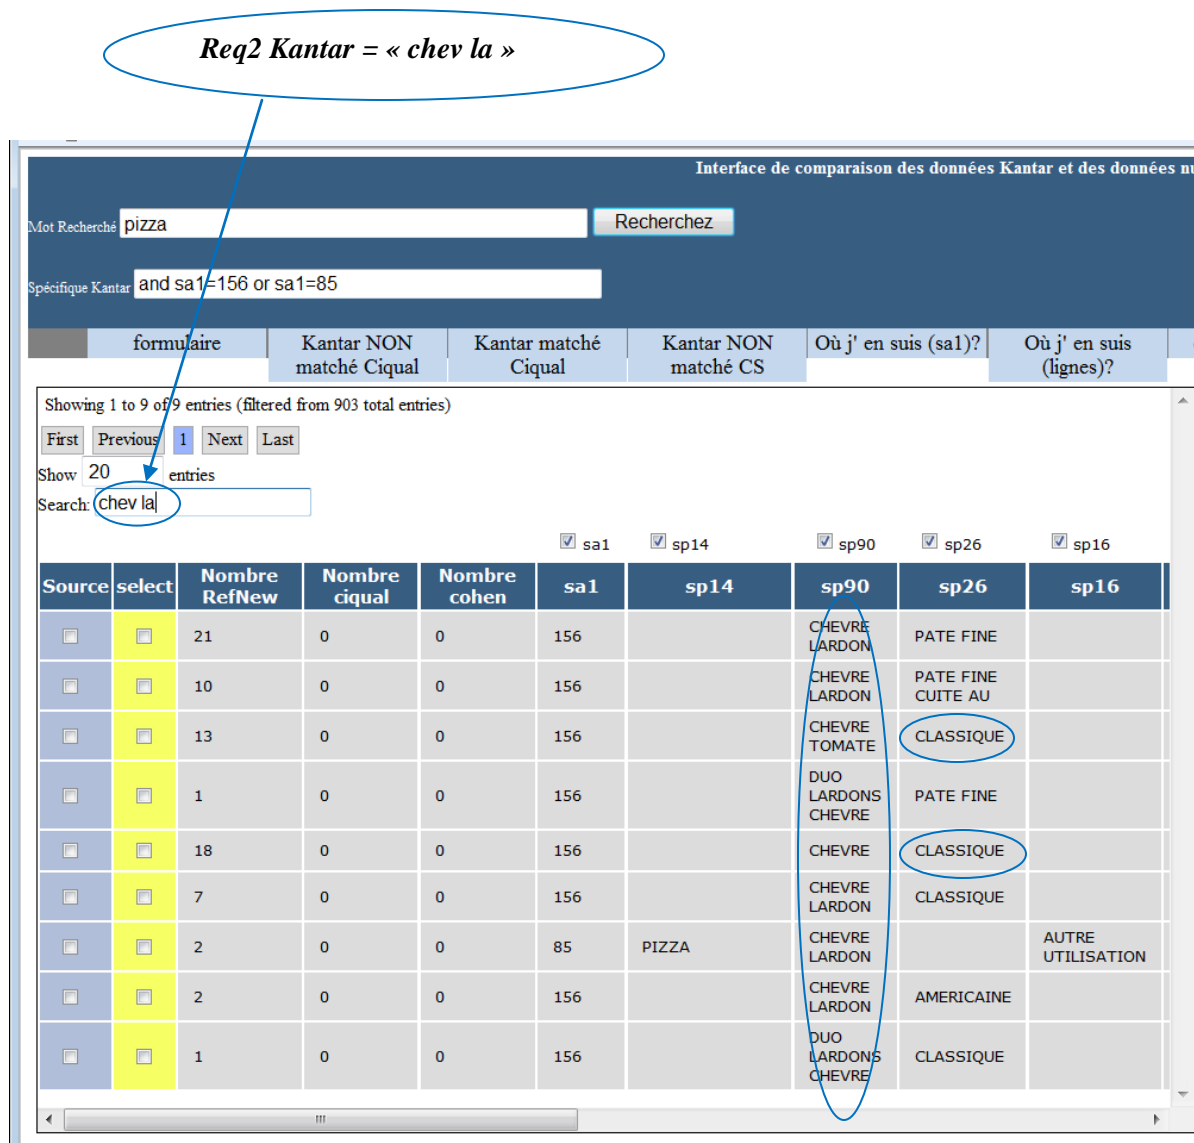 Req2 Kantar = « chev la »
Interface de comparaison des données Kantar et des données nu
Mot Recherché pizza Recherchez
Spécifique Kantar and sa1=156 or sa1=85
formulaire Kantar NON matché Ciqual Kantar matché Ciqual Kantar NON matché CS Où j' en suis (sa1)? Où j' en suis (lignes)?
Showing 1 to 9 of 9 entries (filtered from 903 total entries)
First Previous 1 Next Last
Show 20 entries
Search: chev la
sa1 sp14 sp90 sp26 sp16
Source select Nombre RefNew Nombre ciqual Nombre cohen sa1 sp14 sp90 sp26 sp16
21 0 0 156 CHEVRE LARDON PATE FINE
10 0 0 156 CHEVRE LARDON PATE FINE CUITE AU
13 0 0 156 CHEVRE TOMATE CLASSIQUE
1 0 0 156 DUO LARDONS CHEVRE PATE FINE
18 0 0 156 CHEVRE CLASSIQUE
7 0 0 156 CHEVRE LARDON CLASSIQUE
2 0 0 85 PIZZA CHEVRE LARDON AUTRE UTILISATION
2 0 0 156 CHEVRE LARDON AMERICAINE
1 0 0 156 DUO LARDONS CHEVRE CLASSIQUE